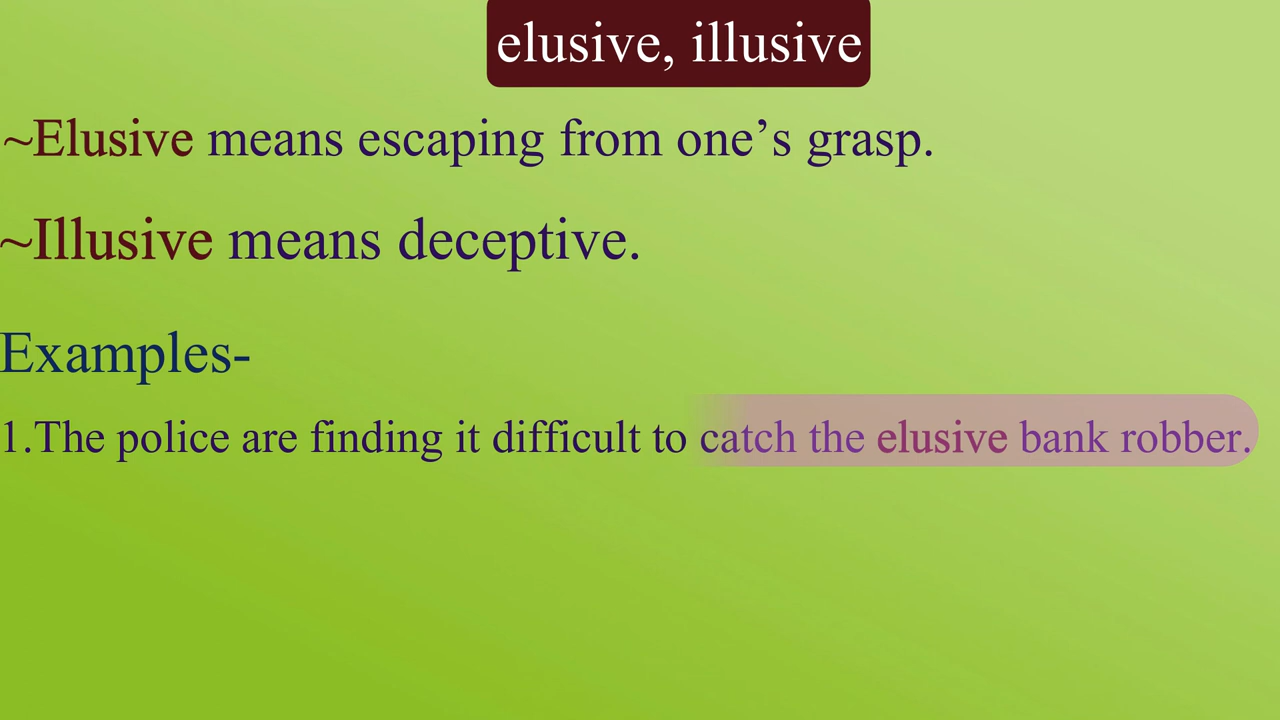 elusive, illusive
~Elusive means escaping from one’s grasp.
~Illusive means deceptive.
Examples-
1.The police are finding it difficult to catch the elusive bank robber.